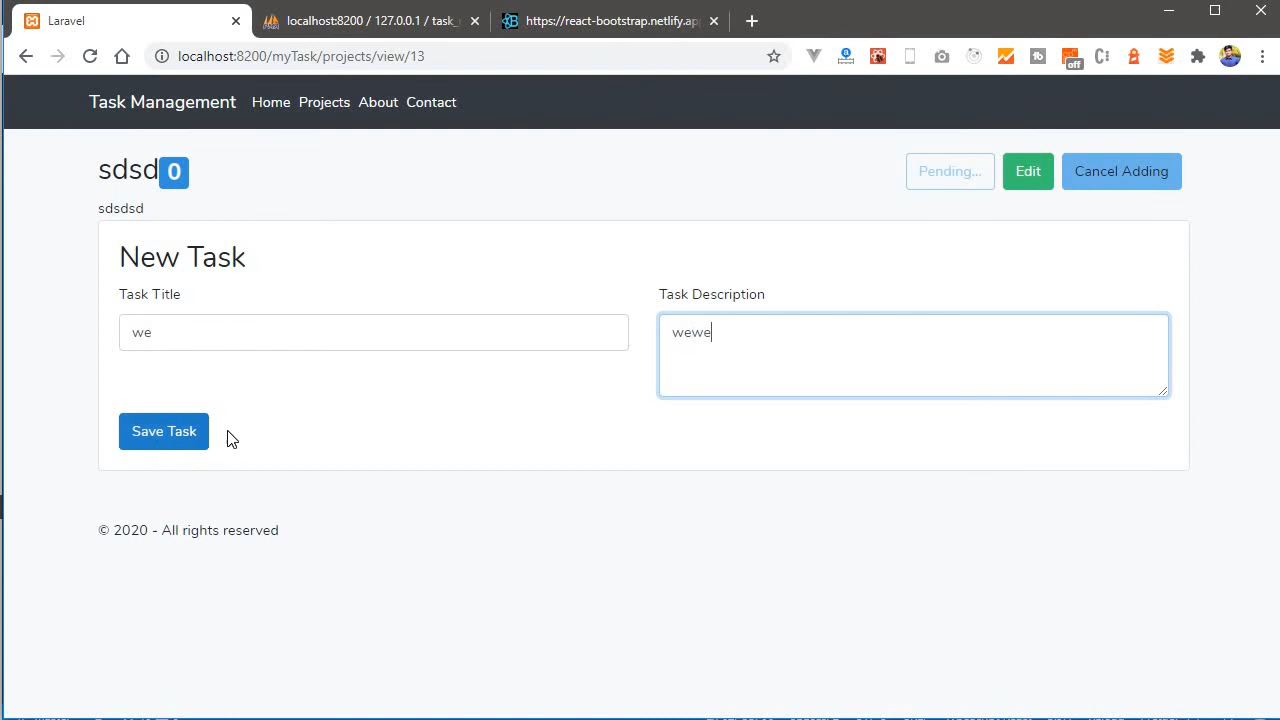 Laravel
localhost:8200 / 127.0.0.1 / task_
https://react-bootstrap.netlify.ap
localhost:8200/myTask/projects/view/13
off
Task Management Home Projects About Contact
sdsd 0
Pending... Edit Cancel Adding
sdsdsd
New Task
Task Title
Task Description
we
wewe
Save Task
© 2020 - All rights reserved